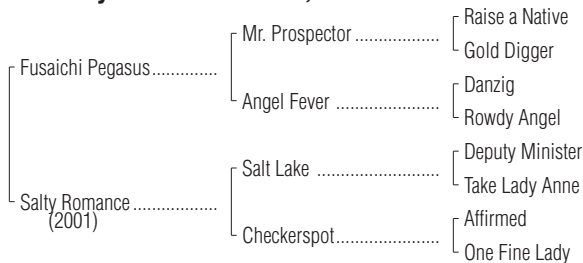 Raise a Native
Mr. Prospector ..................
Gold Digger
Fusaichi Pegasus..............
Danzig
Angel Fever ......................
Rowdy Angel
Deputy Minister
Salt Lake ..........................
Take Lady Anne
Salty Romance ..................
(2001)
Affirmed
Checkerspot......................
One Fine Lady